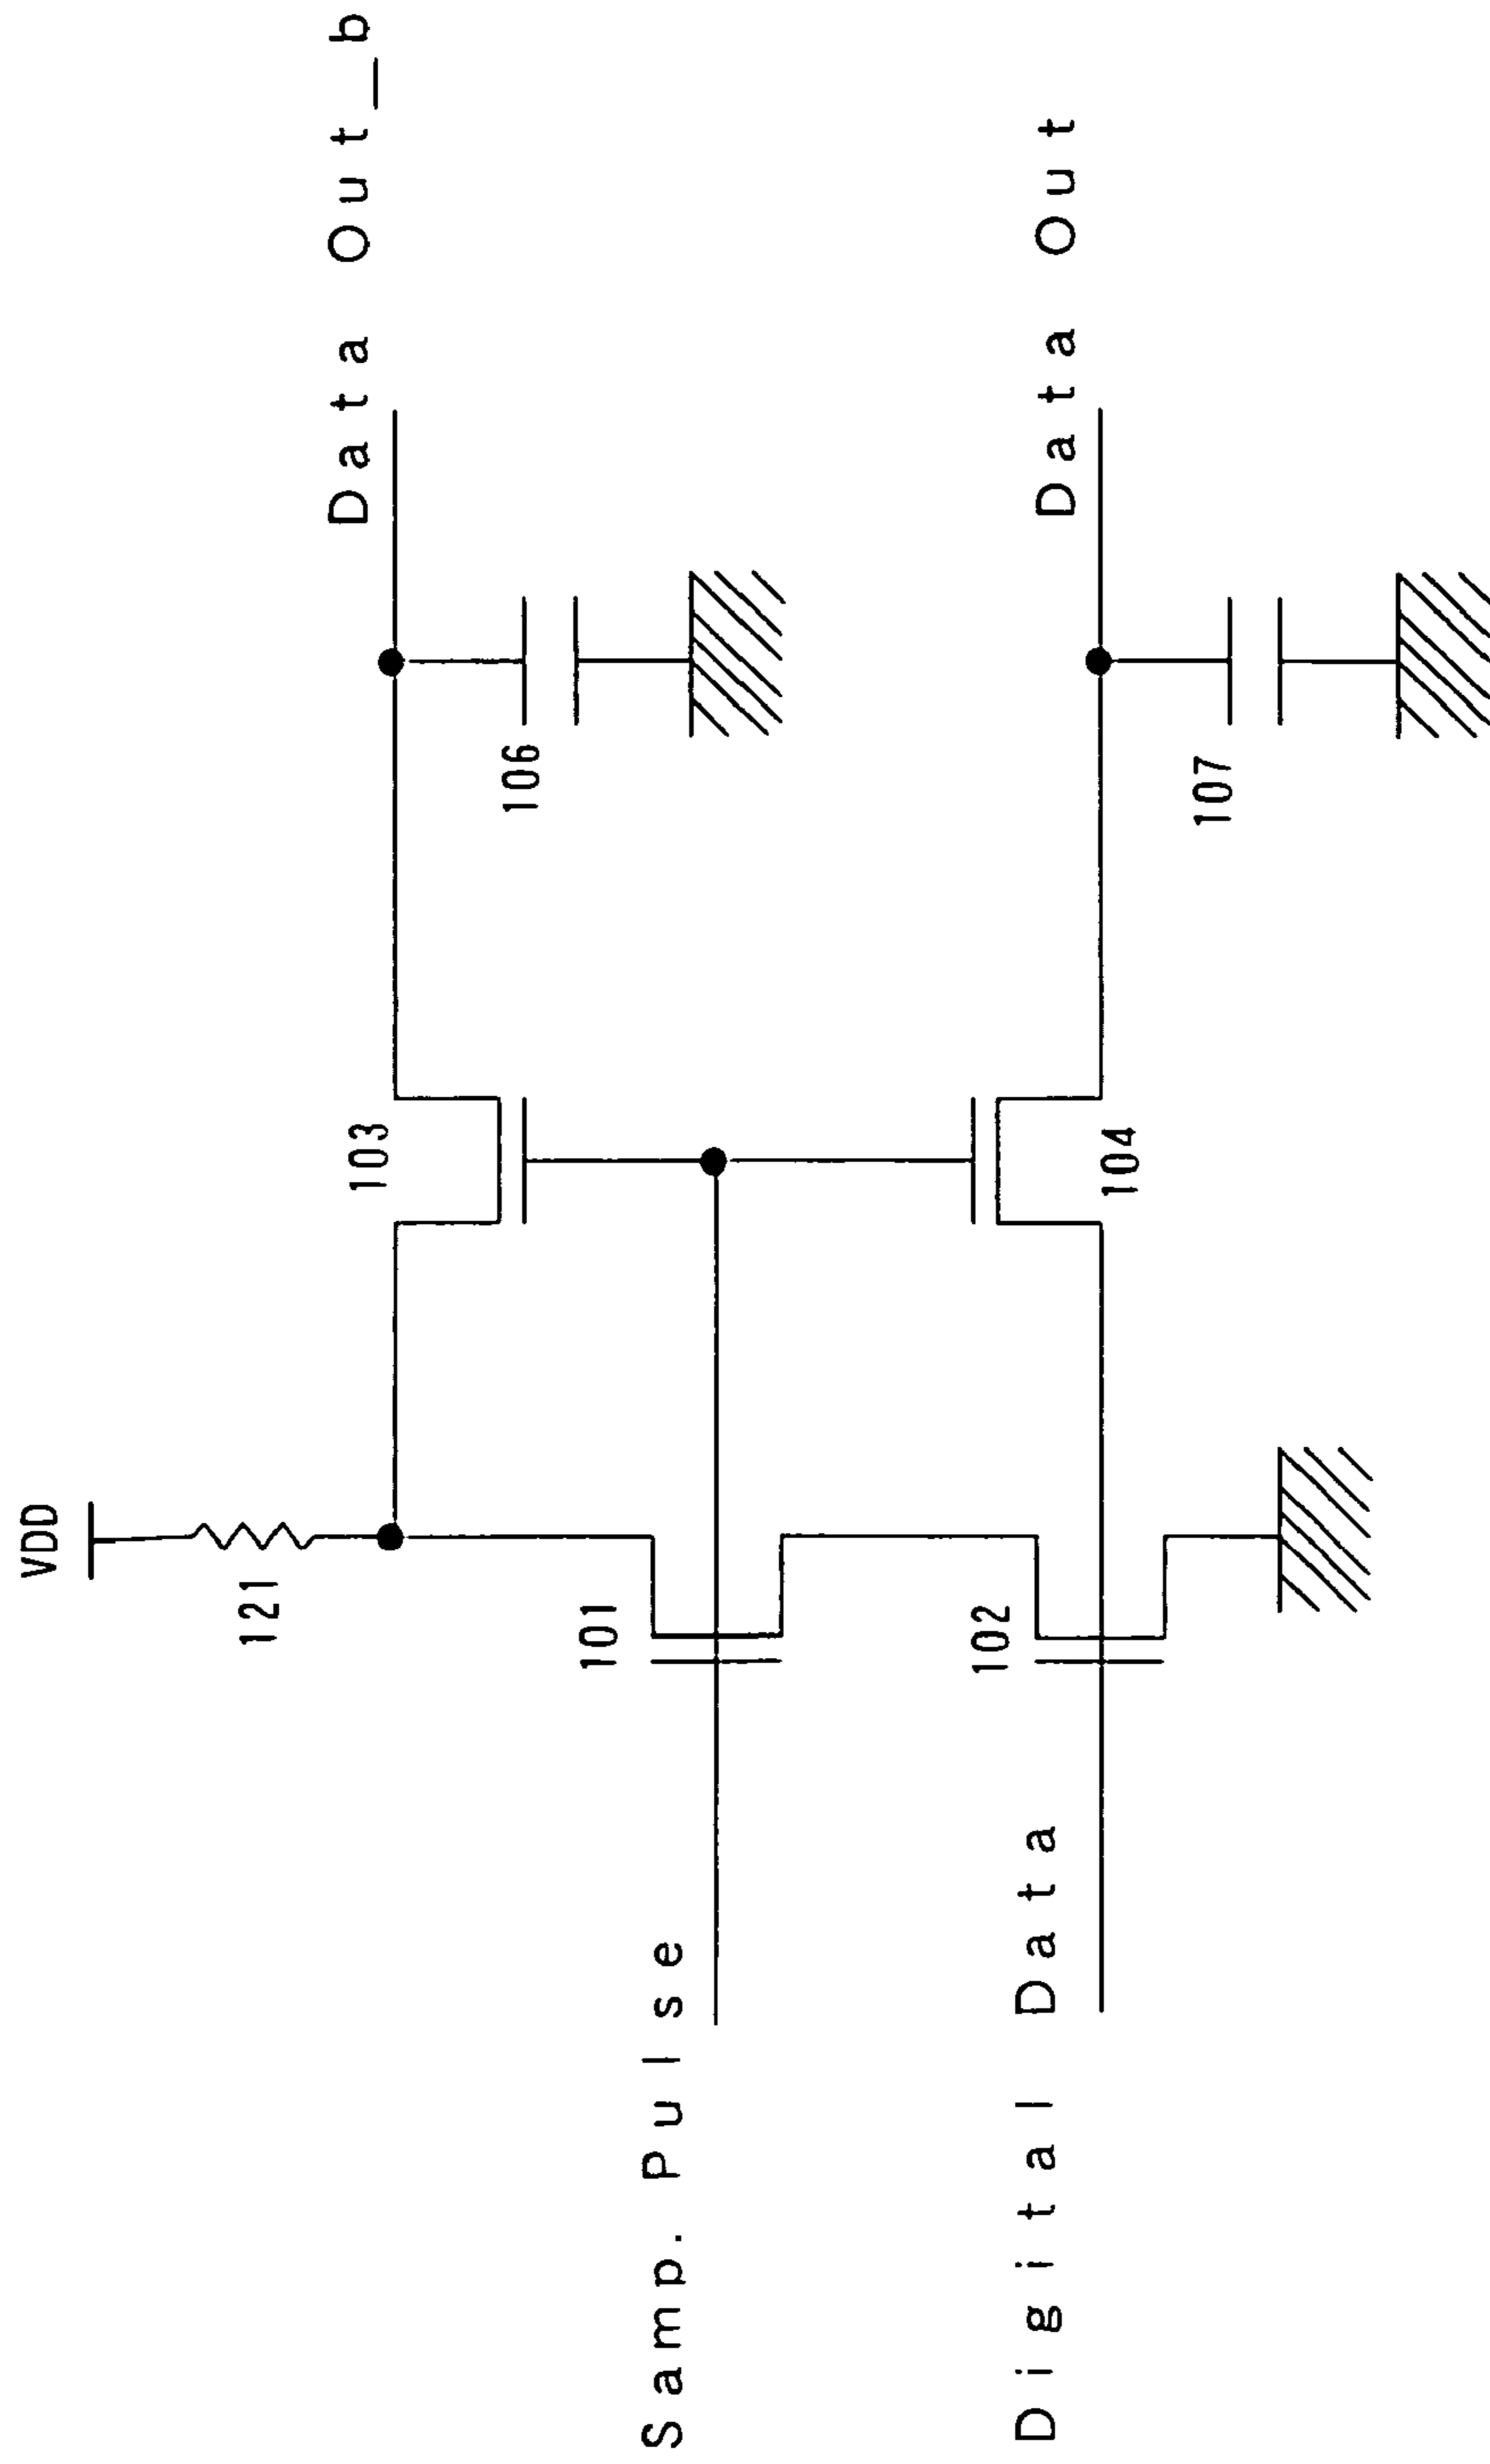 VDD
121
Data Out_b
103
106
101
Samp. Pulse
102
Digital Data
Data Out
104
107